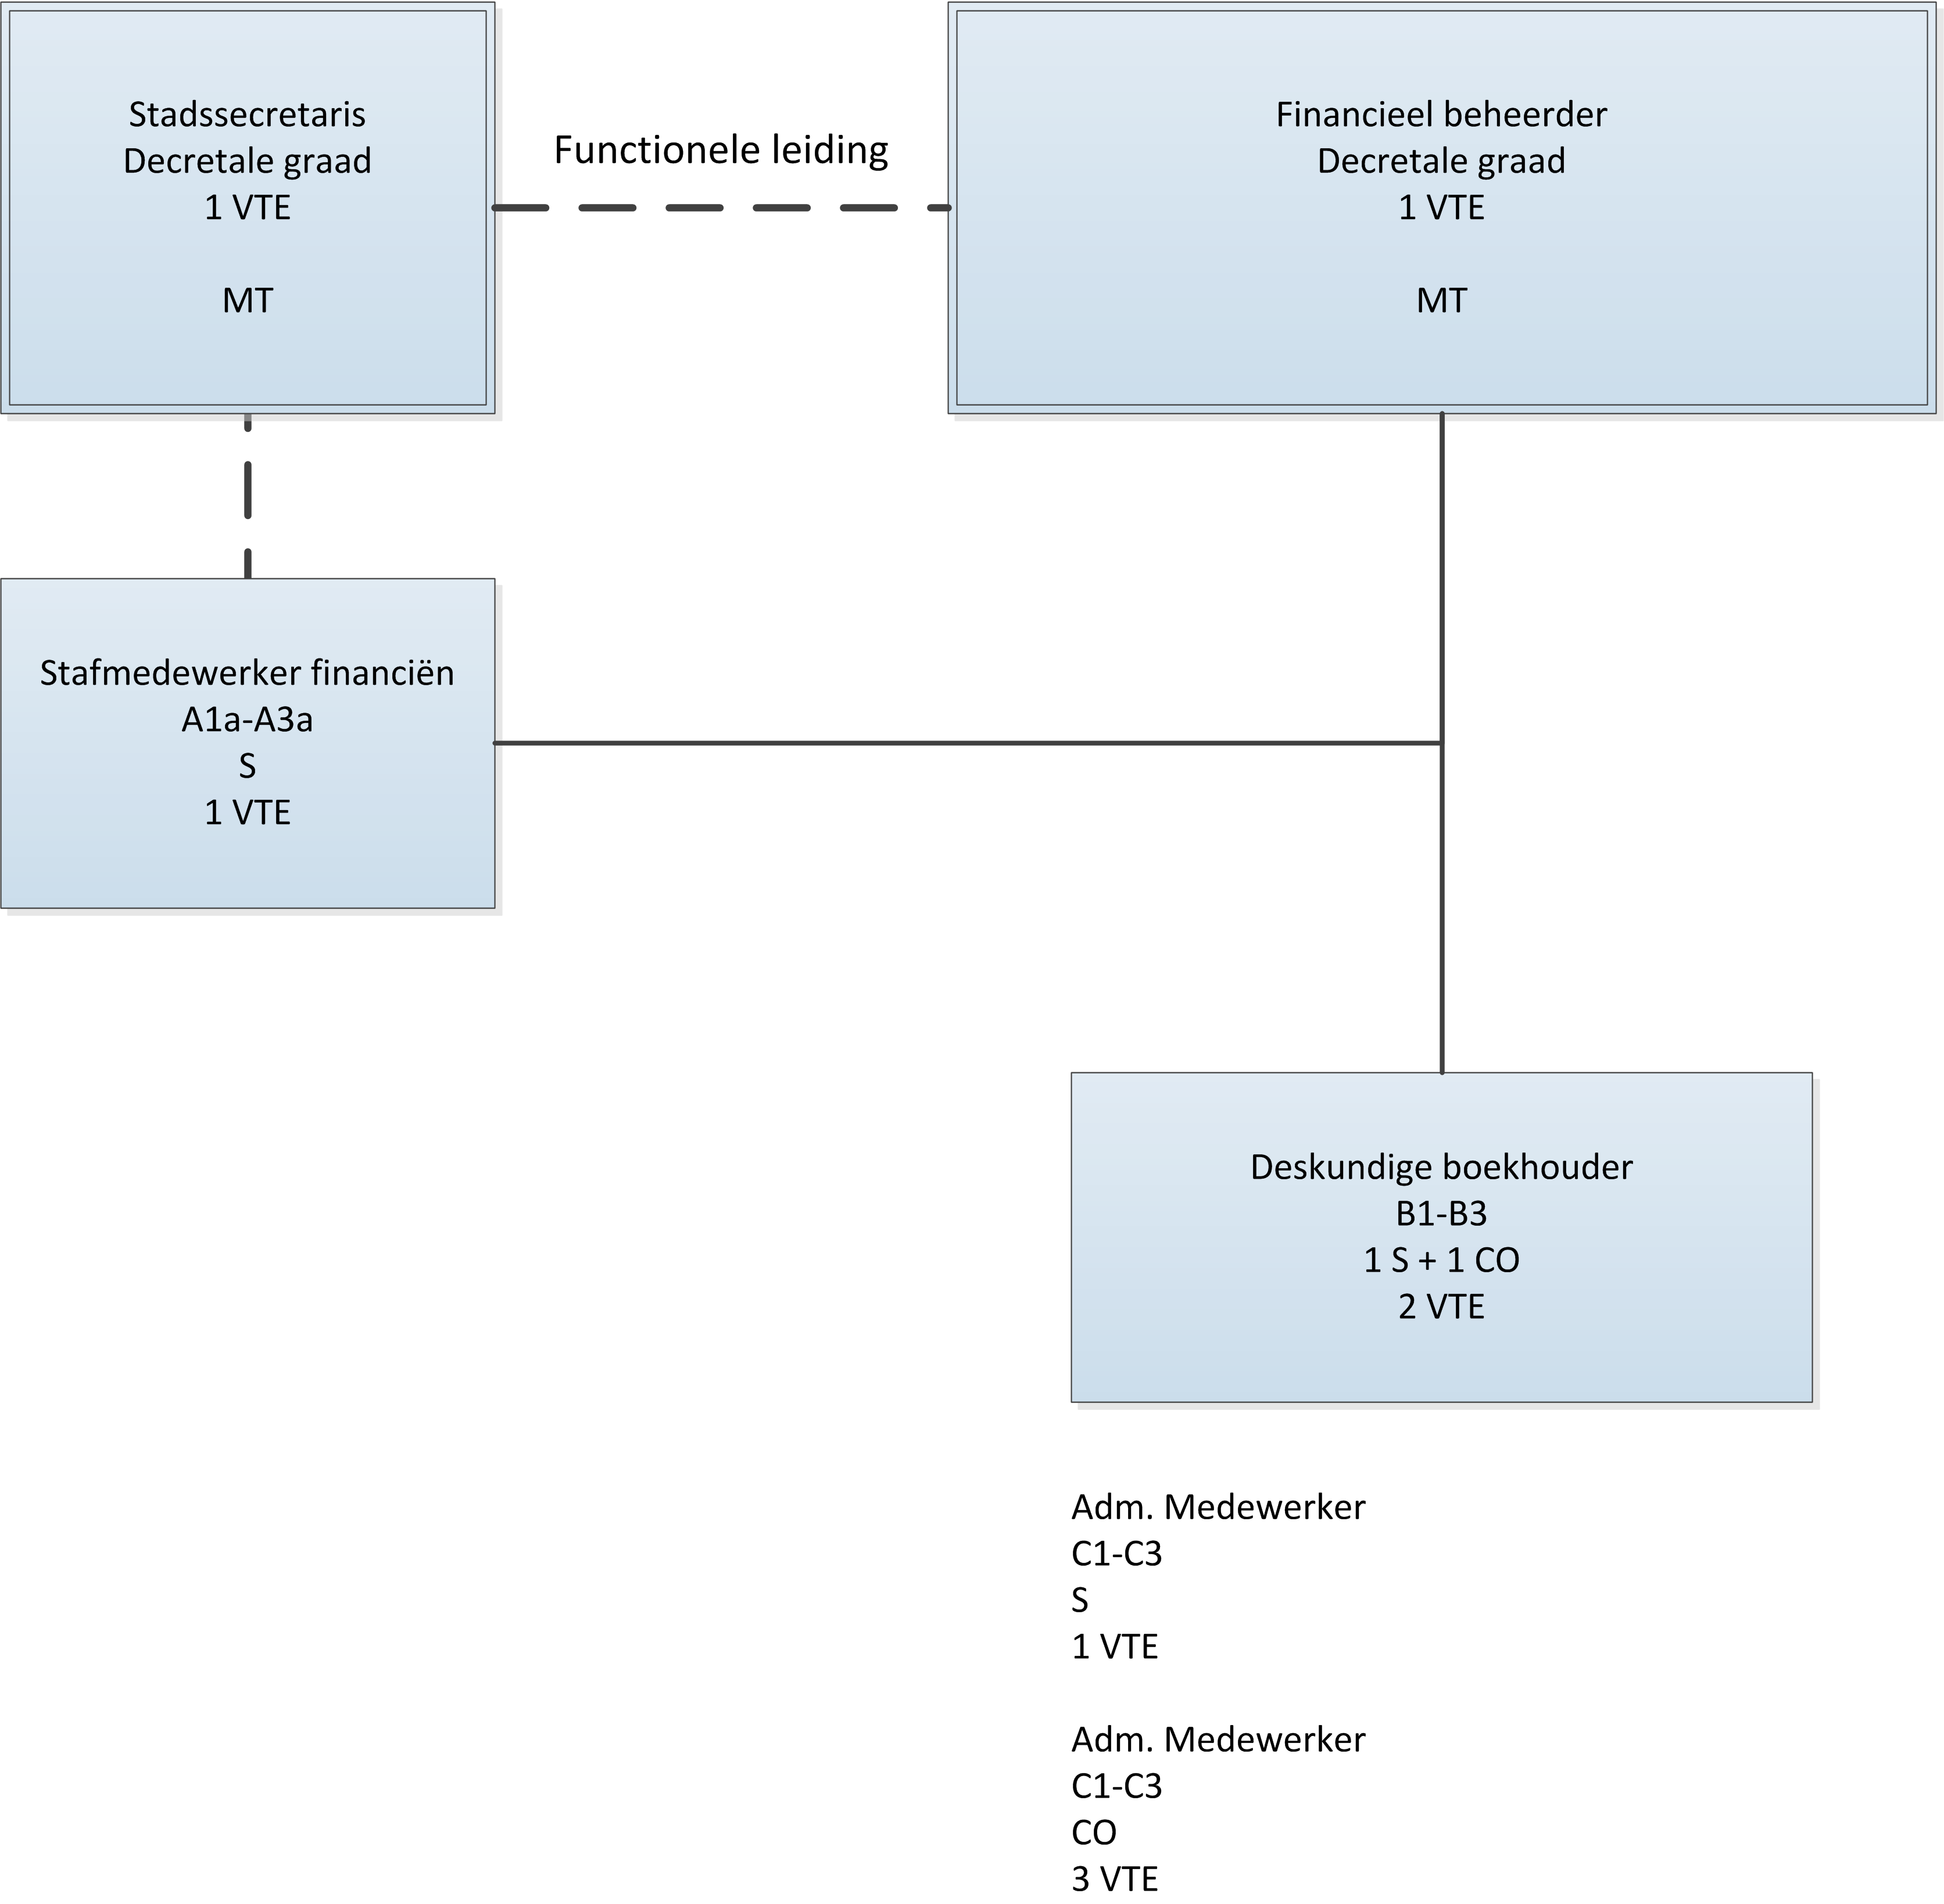 Stadssecretaris
Decretale graad
1 VTE
MT
Functionele leiding
Financieel beheerder
Decretale graad
1 VTE
MT
Stafmedewerker financiën
A1a-A3a
S
1 VTE
Deskundige boekhouder
B1-B3
1 S + 1 CO
2 VTE
Adm. Medewerker
C1-C3
S
1 VTE
Adm. Medewerker
C1-C3
CO
3 VTE